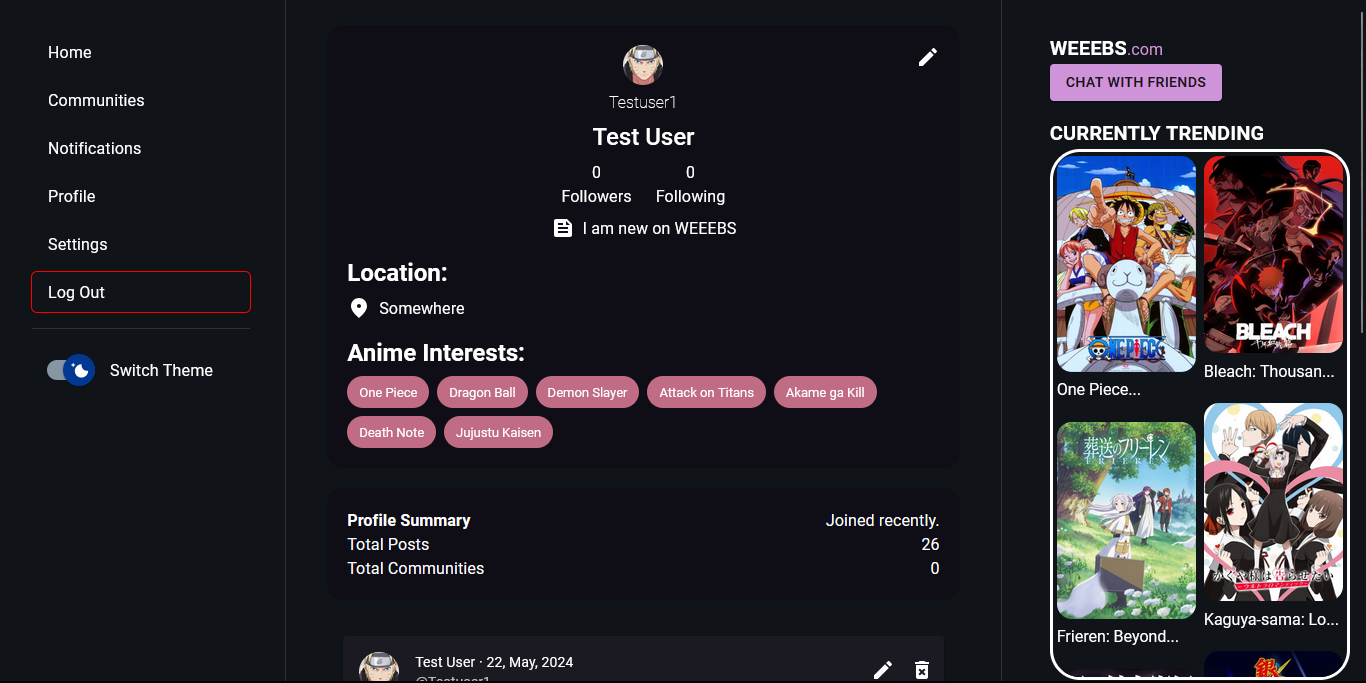 Home
Communities
Notifications
Profile
Settings
Log Out
Switch Theme
Testuser1
Test User
0 0
Followers Following
I am new on WEEEBS
Location:
Somewhere
Anime Interests:
One Piece Dragon Ball Demon Slayer Attack on Titans Akame ga Kill
Death Note Jujustu Kaisen
Profile Summary Joined recently.
Total Posts 26
Total Communities 0
Test User · 22, May, 2024
@Testuser1
WEEEBS.com
CHAT WITH FRIENDS
CURRENTLY TRENDING
ONE PIECE
One Piece...
BLEACH
Bleach: Thousan...
葬送のフリーレン
FRIEREN
Frieren: Beyond...
かぐや様は告らせたい
Kaguya-sama: Lo...
銀